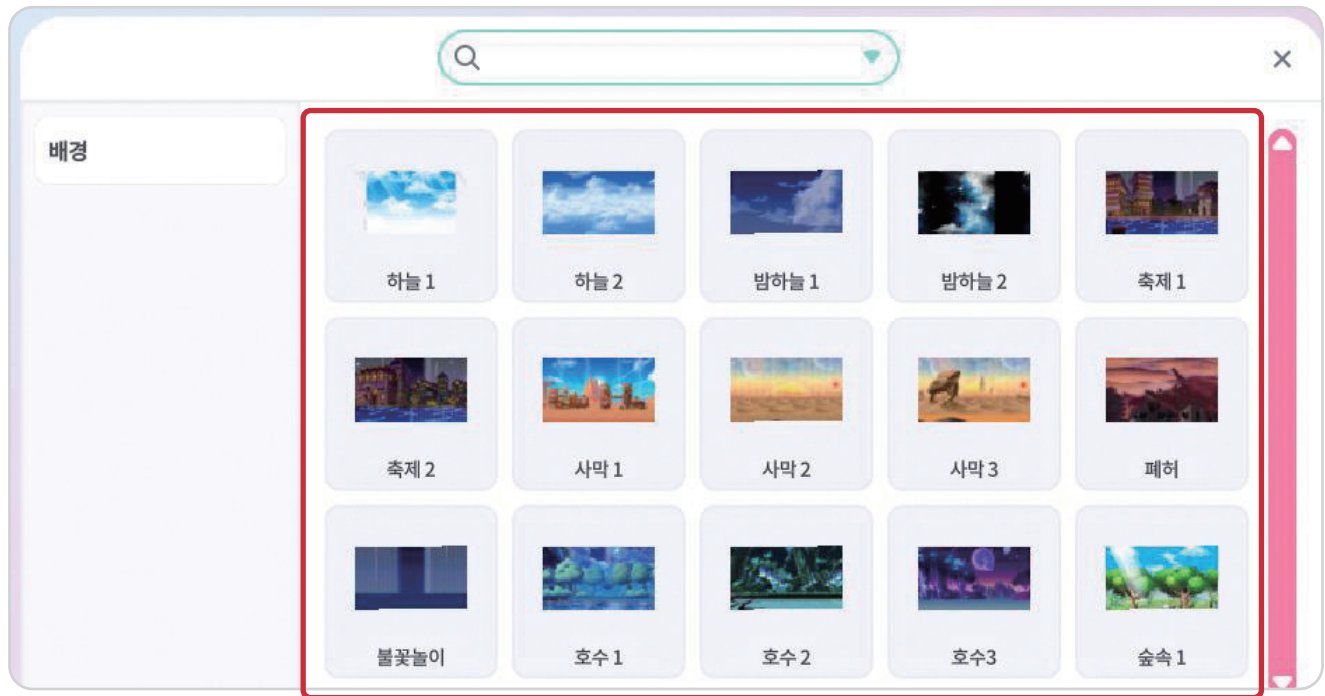 배경
하늘 1
하늘 2
밤하늘 1
밤하늘 2
축제 1
축제 2
사막 1
사막 2
사막 3
폐허
불꽃놀이
호수 1
호수 2
호수3
숲속 1